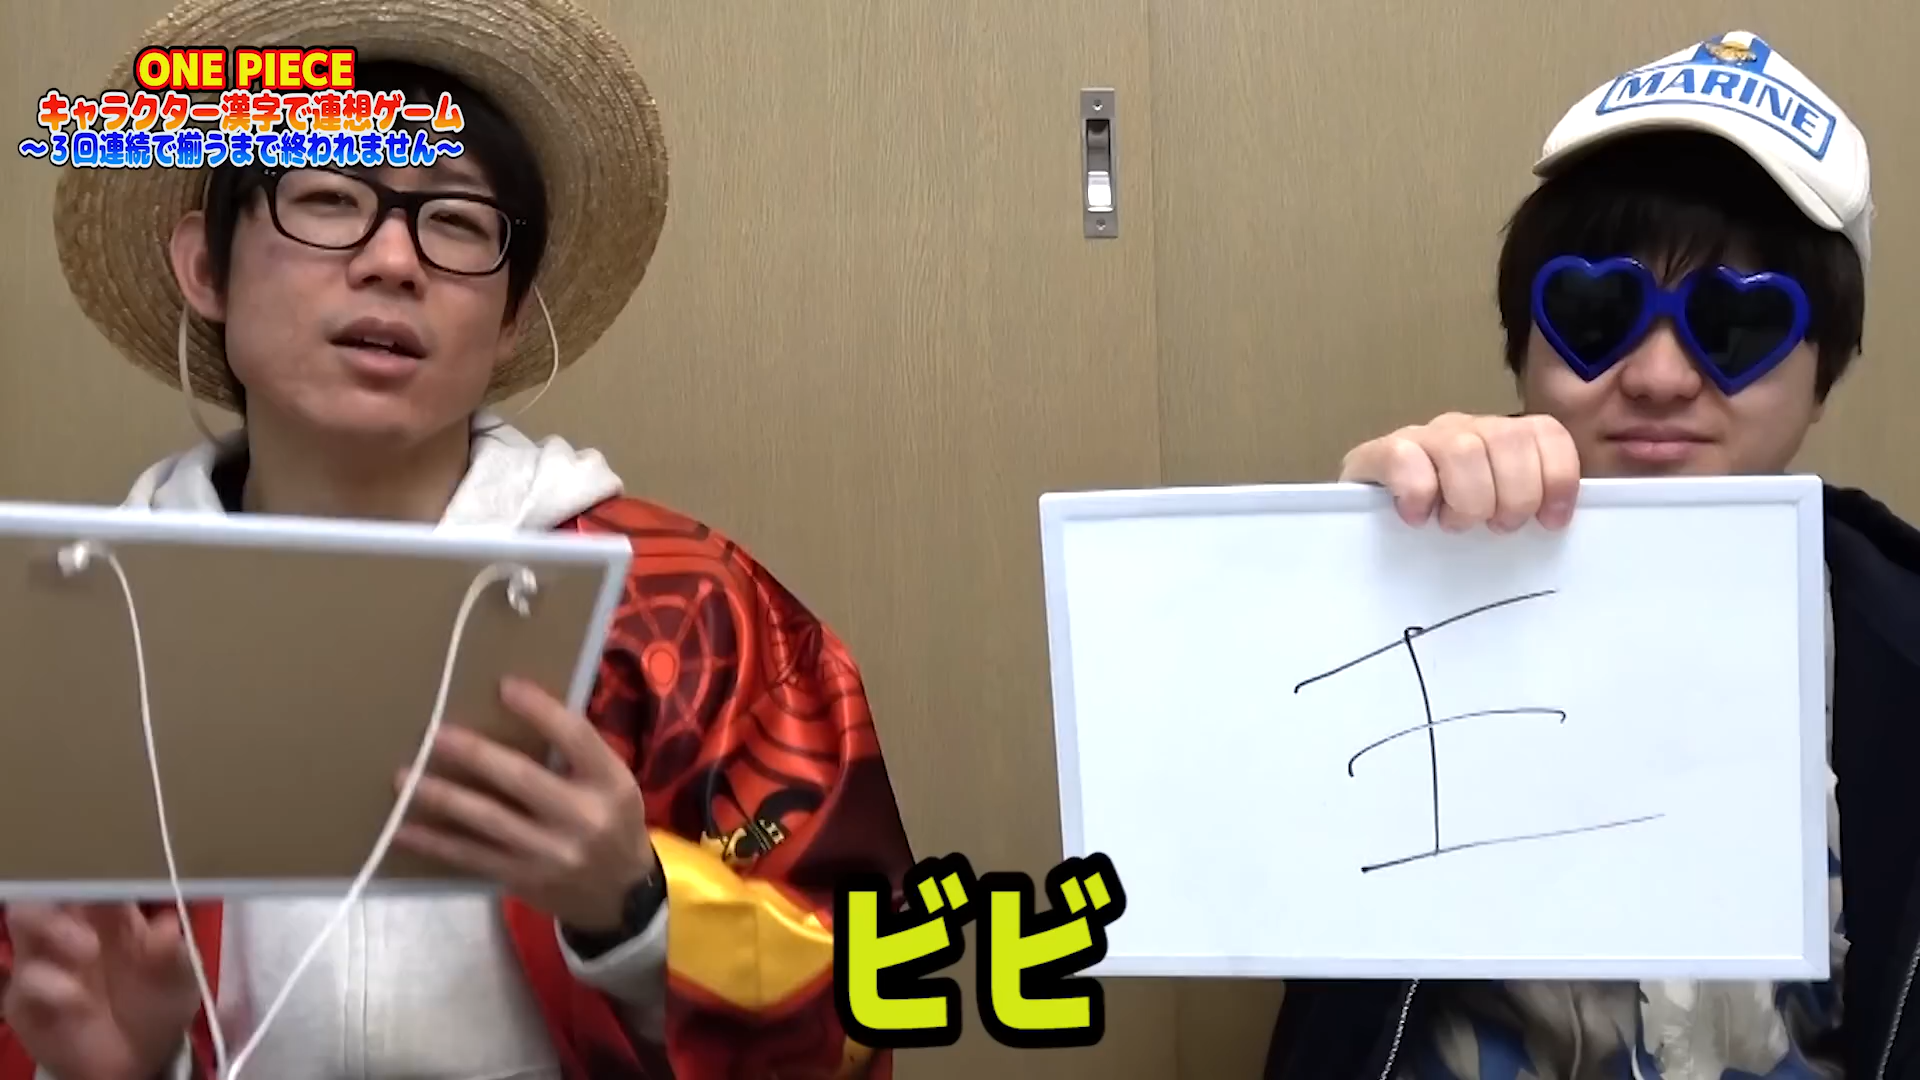 ONE PIECE
キャラクター漢字で連想ゲーム
～3回連続で揃うまで終われません～
MARINE
王
ビビ